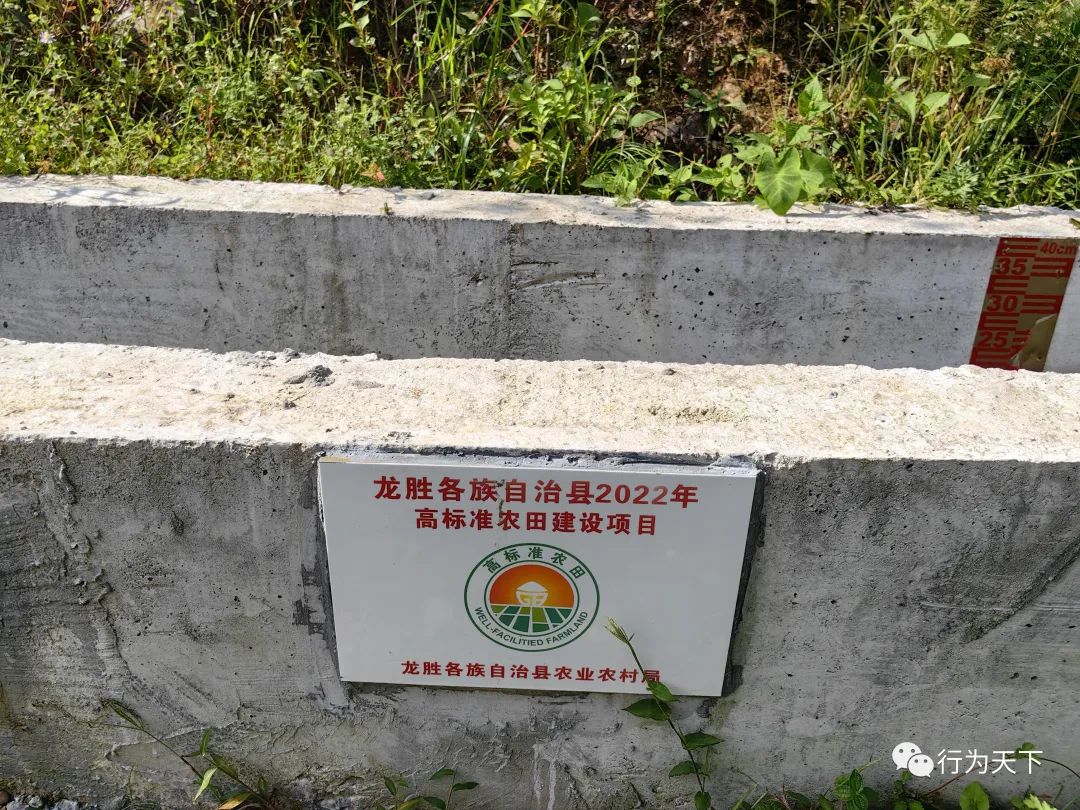 40cm
35
30
25
龙胜各族自治县2022年
高标准农田建设项目
高标准农田
WELL-FACILITIED FARMLAND
龙胜各族自治县农业农村局
行为天下